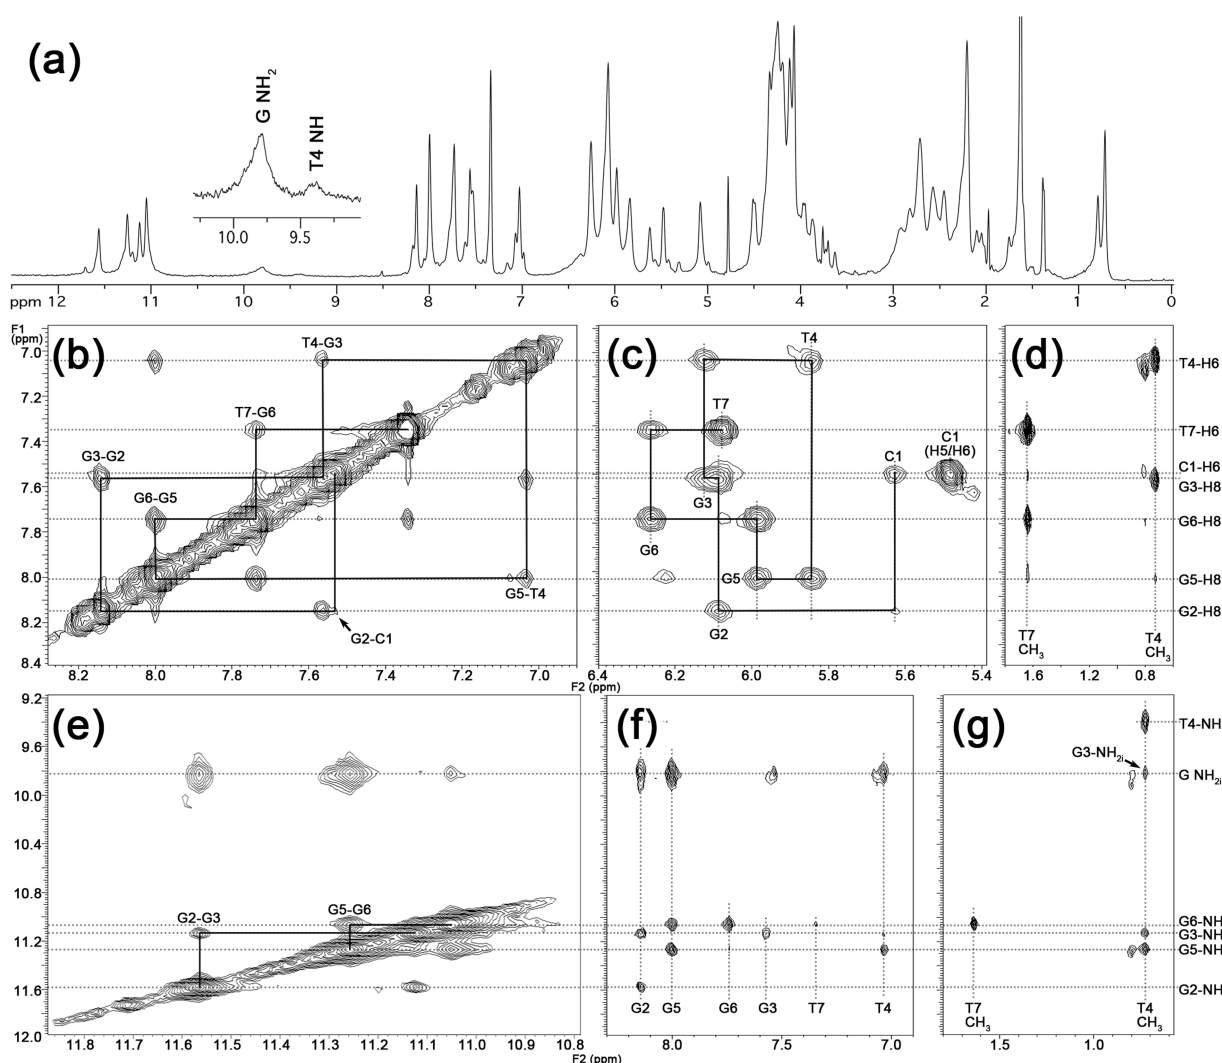 (a)
G NH2
T4 NH
10.0 9.5
ppm 12 11 10 9 8 7 6 5 4 3 2 1 0
F1
(ppm)
7.0
7.2
7.4
7.6
7.8
8.0
8.2
8.4
(b)
T4-G3
T7-G6
G3-G2
G6-G5
G5-T4
G2-C1
8.2 8.0 7.8 7.6 7.4 7.2 7.0
F2 (ppm)
(c)
T4
T7
C1
(H5/H6)
C1
G3
G6
G5
G2
6.2 6.0 5.8 5.6 5.4
(d)
T7
CH3
T4
CH3
1.6 1.2 0.8
T4-H6
T7-H6
C1-H6
G3-H8
G6-H8
G5-H8
G2-H8
9.2
9.6
10.0
10.4
10.8
11.2
11.6
12.0
(e)
G2-G3
G5-G6
11.8 11.7 11.6 11.5 11.4 11.3 11.2 11.1 11.0 10.9 10.8
F2 (ppm)
(f)
G2 G5 G6 G3 T7 T4
8.0 7.5 7.0
(g)
G3-NH2i
T7
CH3
T4
CH3
1.5 1.0
T4-NH
G NH2i
G6-NH
G3-NH
G5-NH
G2-NH